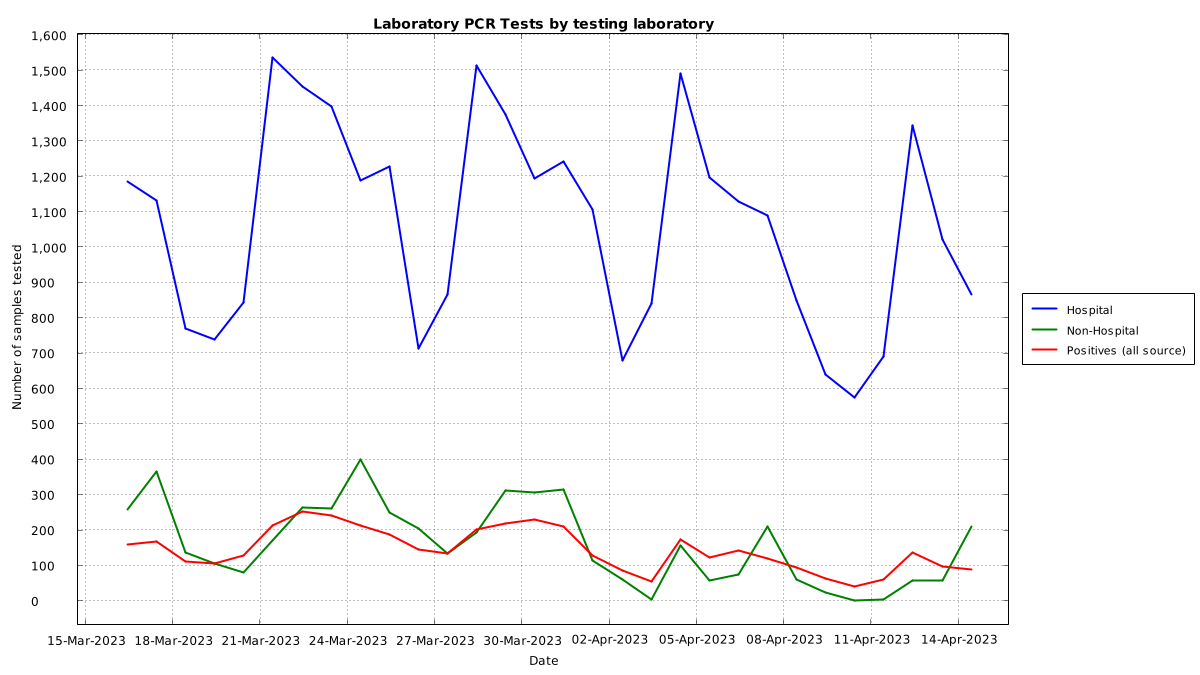 Laboratory PCR Tests by testing laboratory
1,600
1,500
1,400
1,300
1,200
1,100
1,000
900
800
700
600
500
400
300
200
100
0
Number of samples tested
15-Mar-2023 18-Mar-2023 21-Mar-2023 24-Mar-2023 27-Mar-2023 30-Mar-2023 02-Apr-2023 05-Apr-2023 08-Apr-2023 11-Apr-2023 14-Apr-2023
Date
Hospital
Non-Hospital
Positives (all source)